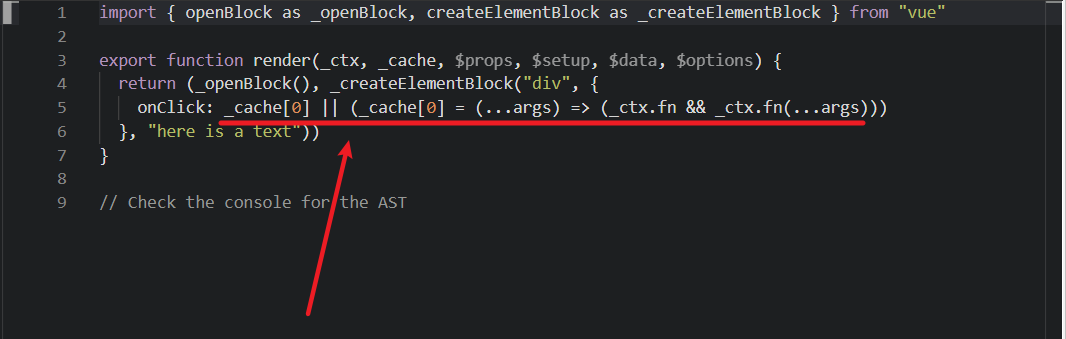 1 import { openBlock as _openBlock, createElementBlock as _createElementBlock } from "vue"
2
3 export function render(_ctx, _cache, $props, $setup, $data, $options) {
4   return (_openBlock(), _createElementBlock("div", {
5     onClick: _cache[0] || (_cache[0] = (...args) => (_ctx.fn && _ctx.fn(...args)))
6   }, "here is a text"))
7 }
8
9 // Check the console for the AST